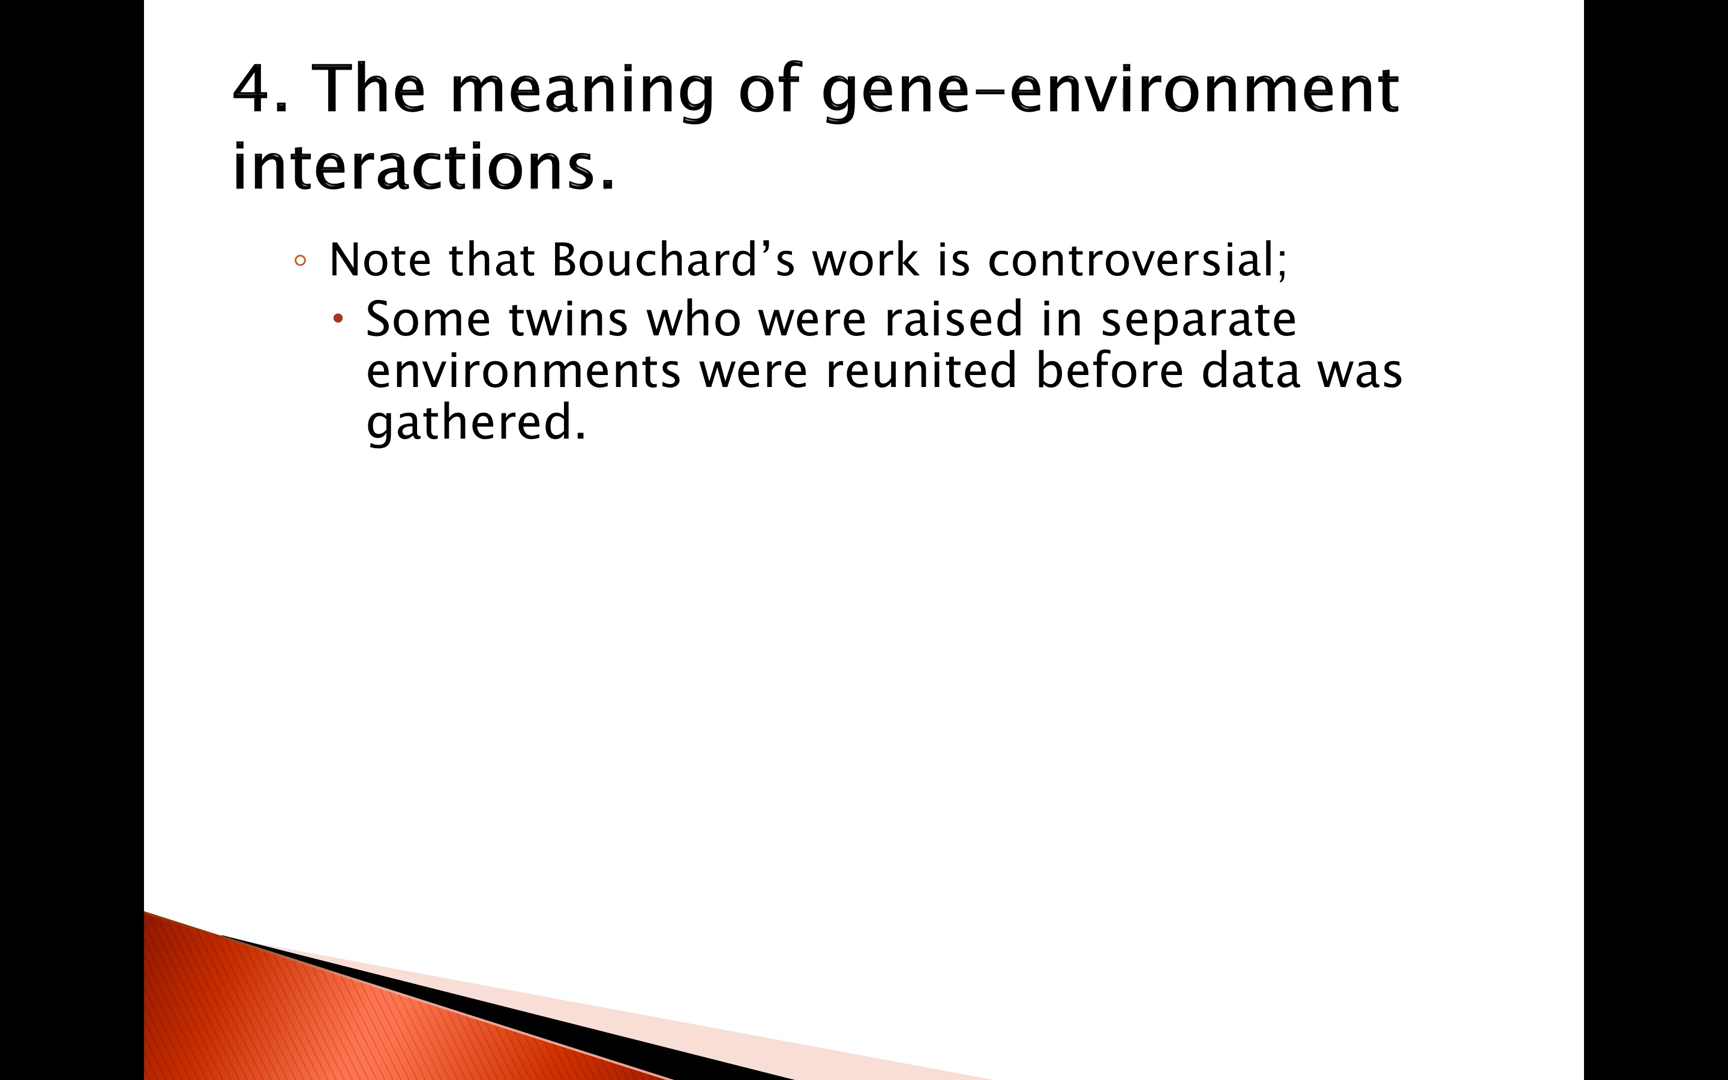 4. The meaning of gene-environment
interactions.
◦ Note that Bouchard’s work is controversial;
• Some twins who were raised in separate
environments were reunited before data was
gathered.